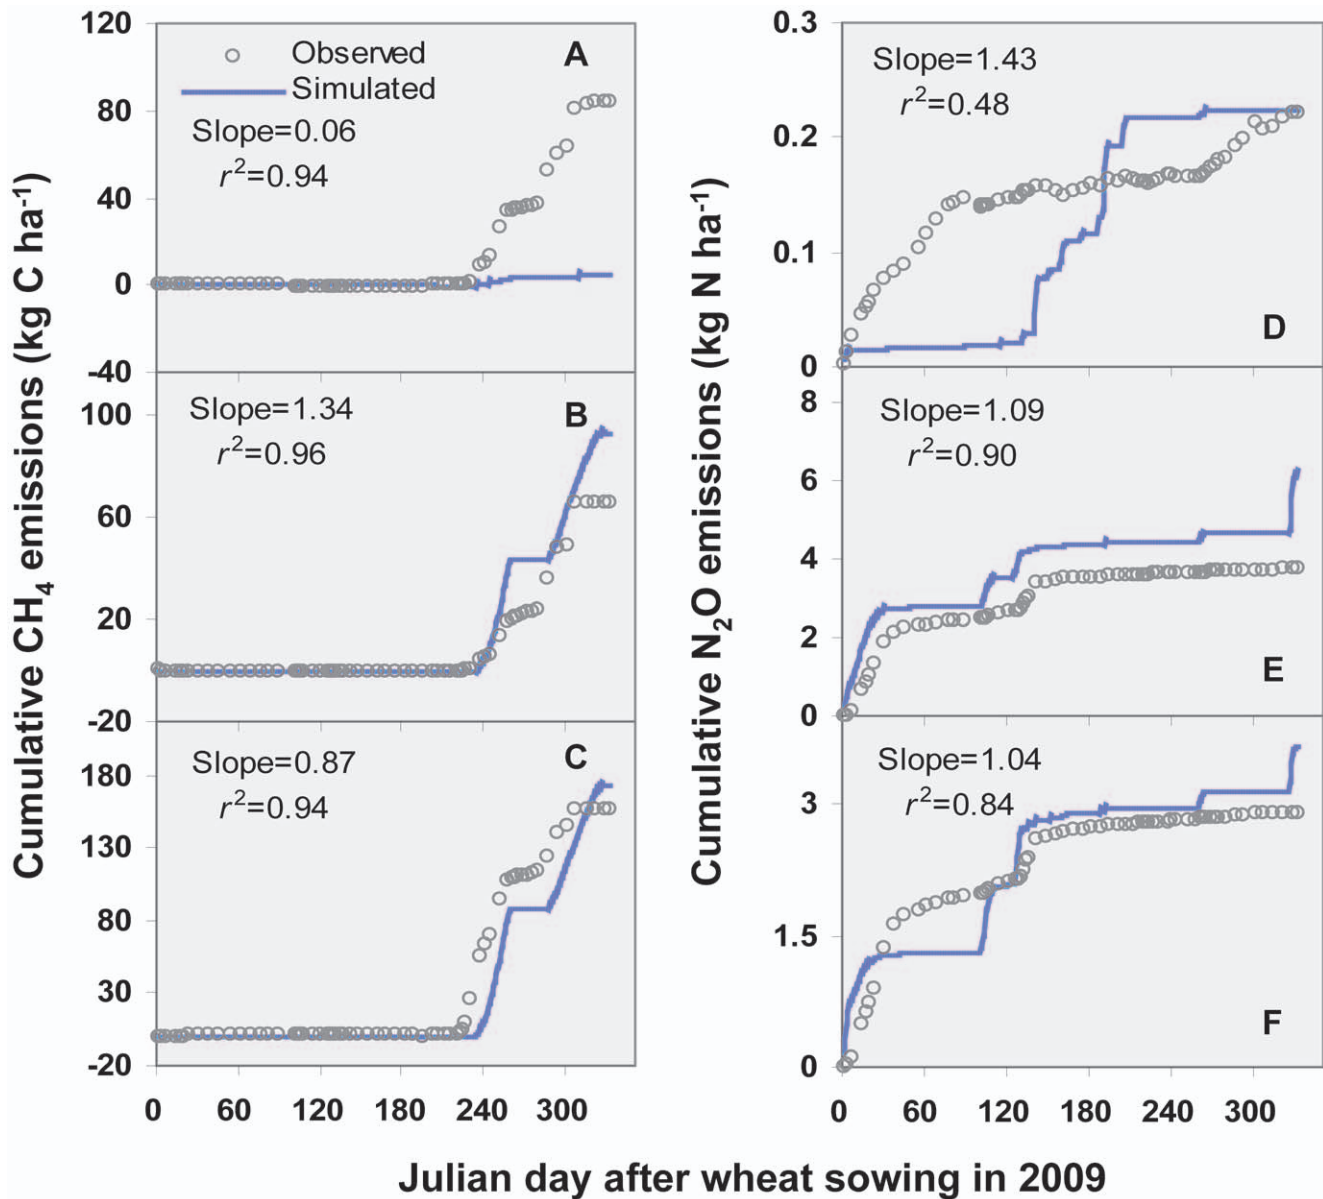 Cumulative CH4 emissions (kg C ha-1)
120
80
40
0
-40
Observed
Simulated
A
Slope=0.06
r2=0.94
100
60
20
-20
Slope=1.34
r2=0.96
B
180
130
80
30
-20
Slope=0.87
r2=0.94
C
0 60 120 180 240 300
Cumulative N2O emissions (kg N ha-1)
0.3
0.2
0.1
0
Slope=1.43
r2=0.48
D
8
6
4
2
0
Slope=1.09
r2=0.90
E
3
1.5
0
Slope=1.04
r2=0.84
F
0 60 120 180 240 300
Julian day after wheat sowing in 2009